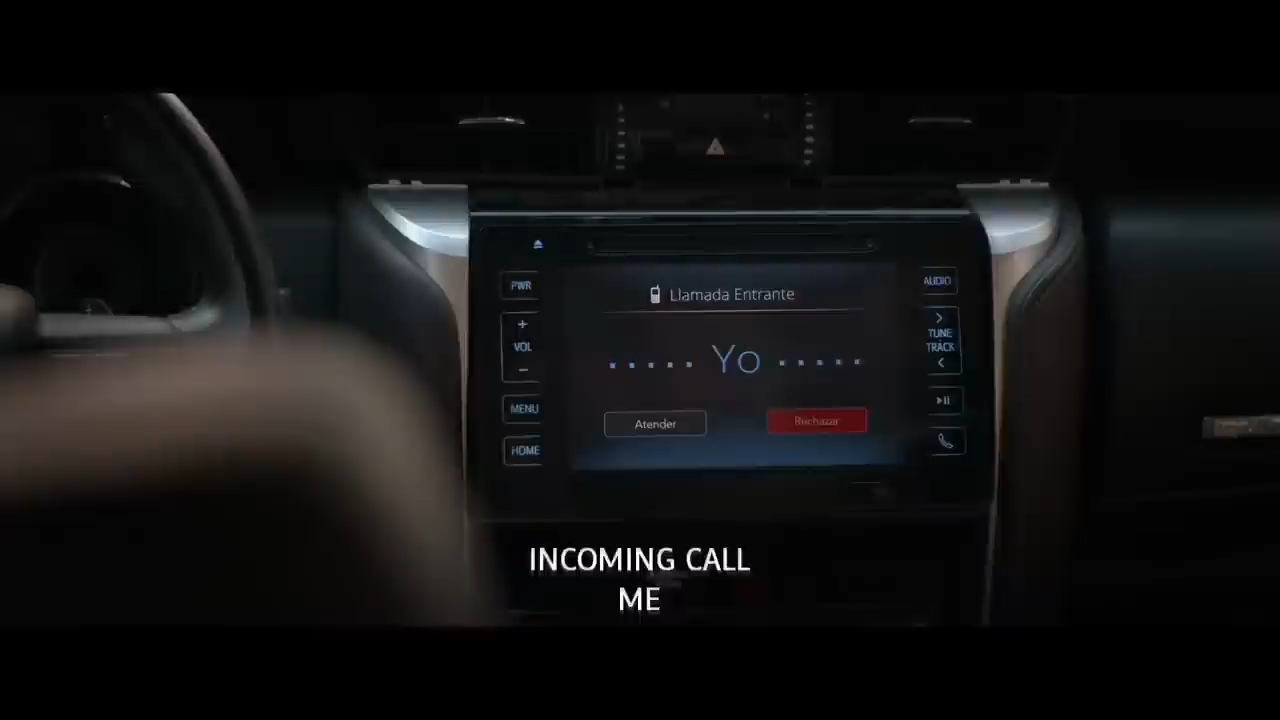 PWR
+
VOL
-
MENU
HOME
Llamada Entrante
Yo
Atender
Rechazar
AUDIO
>
TUNE
TRACK
<
INCOMING CALL
ME